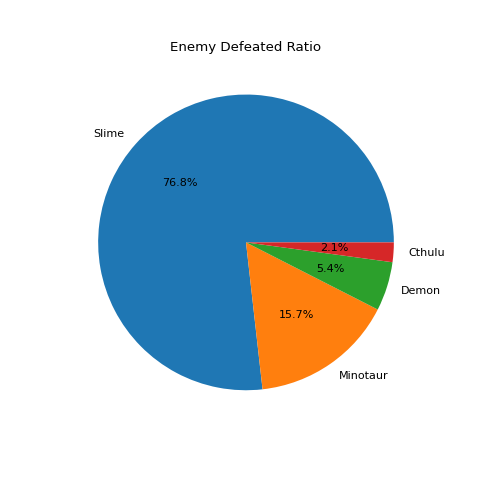 Enemy Defeated Ratio
Slime
76.8%
2.1%
Cthulu
5.4%
Demon
15.7%
Minotaur